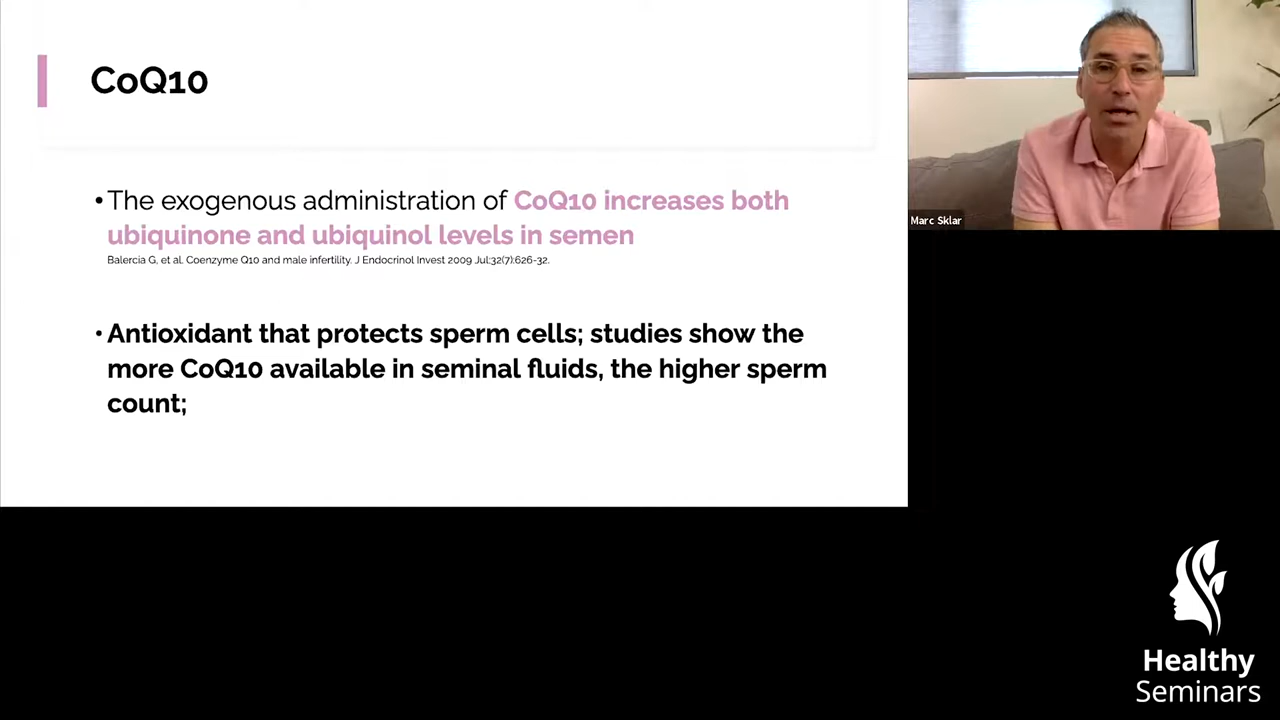 CoQ10
• The exogenous administration of CoQ10 increases both
ubiquinone and ubiquinol levels in semen
Balercia G, et al. Coenzyme Q10 and male infertility. J Endocrinol Invest 2009 Jul;32(7):626-32.
• Antioxidant that protects sperm cells; studies show the
more CoQ10 available in seminal fluids, the higher sperm
count;
Marc Sklar
Healthy
Seminars